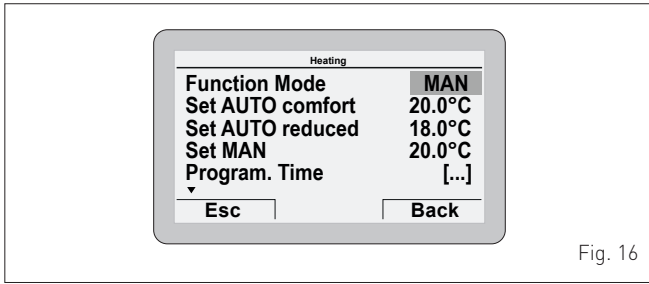 Heating
Function Mode MAN
Set AUTO comfort 20.0°C
Set AUTO reduced 18.0°C
Set MAN 20.0°C
Program. Time [...]
Esc Back
Fig. 16